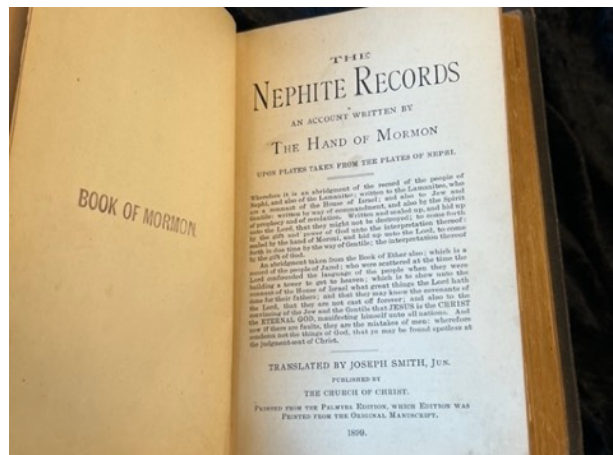 BOOK OF MORMON.
THE
NEPHITE RECORDS
AN ACCOUNT WRITTEN BY
THE HAND OF MORMON
UPON PLATES TAKEN FROM THE PLATES OF NEPHI.
Wherefore it is an abridgment of the record of the people of
Nephi, and also of the Lamanites; written to the Lamanites, who
are a remnant of the House of Israel; and also to Jew and
Gentile: written by way of commandment, and also by the Spirit
of prophecy and of revelation. Written and sealed up, and hid up
unto the Lord, that they might not be destroyed; to come forth
by the gift and power of God unto the interpretation thereof:
sealed by the hand of Moroni, and hid up unto the Lord, to come
forth in due time by the way of Gentile; the interpretation thereof
by the gift of God.
An abridgment taken from the Book of Ether also; which is a
record of the people of Jared; who were scattered at the time the
Lord confounded the language of the people when they were
building a tower to get to heaven; which is to shew unto the
remnant of the House of Israel what great things the Lord hath
done for their fathers; and that they may know the covenants of
the Lord, that they are not cast off forever; and also to the
convincing of the Jew and the Gentile that JESUS is the CHRIST
the ETERNAL GOD, manifesting himself unto all nations. And
now if there are faults, they are the mistakes of men: wherefore
condemn not the things of God, that ye may be found spotless at
the judgment-seat of Christ.
TRANSLATED BY JOSEPH SMITH, JUN.
PUBLISHED BY
THE CHURCH OF CHRIST.
PRINTED FROM THE PALMYRA EDITION, WHICH EDITION WAS
PRINTED FROM THE ORIGINAL MANUSCRIPT.
1899.